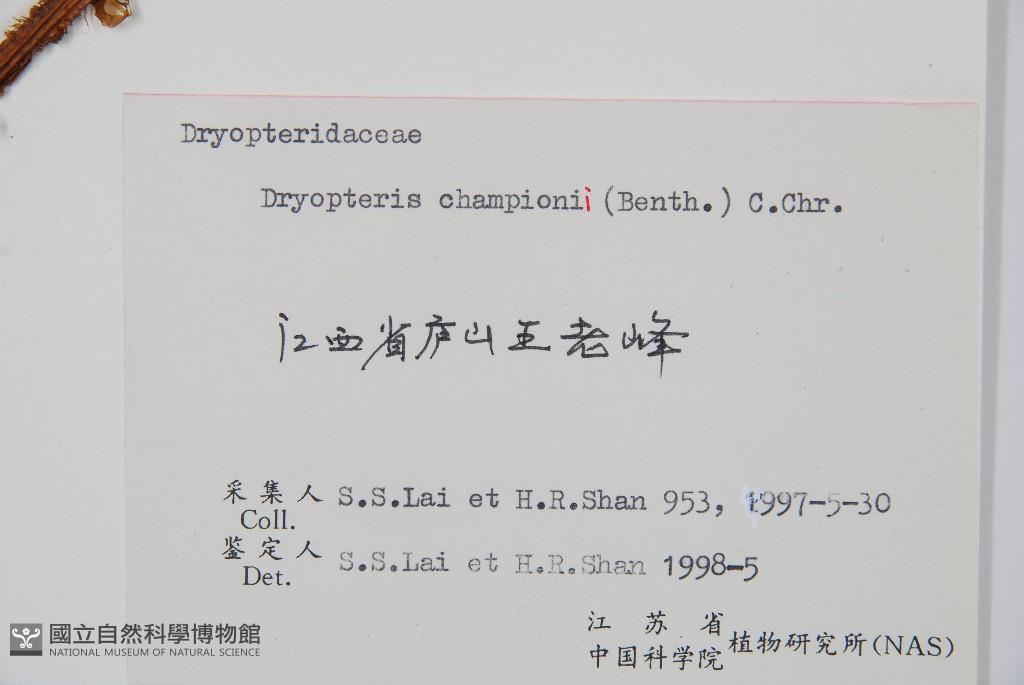 Dryopteridaceae
Dryopteris championii (Benth.) C.Chr.
江西省庐山王老峰
采集人 S.S.Lai et H.R.Shan 953, 1997-5-30
Coll.
鉴定人 S.S.Lai et H.R.Shan 1998-5
Det.
江苏省
中国科学院植物研究所(NAS)
國立自然科學博物館
NATIONAL MUSEUM OF NATURAL SCIENCE